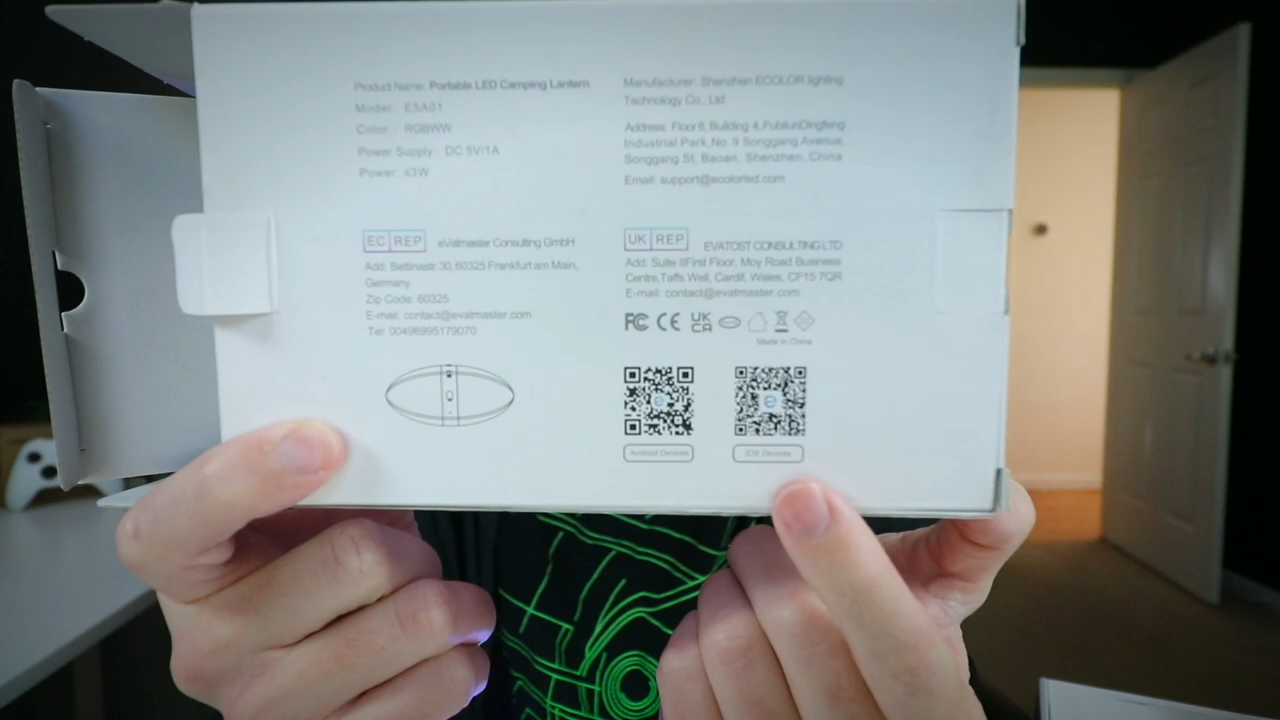 Product Name: Portable LED Camping Lantern
Model: ESA01
Color: RGBWW
Power Supply: DC 5V/1A
Power: ≤3W
Manufacturer: Shenzhen ECOLOR lighting
Technology Co., Ltd
Address: Floor 8, Building 4, FubilunDingfeng
Industrial Park, No. 9 Songgang Avenue,
Songgang St, Baoan, Shenzhen, China
Email: support@ecolorled.com
EC REP eVatmaster Consulting GmbH
Add: Bettinastr. 30, 60325 Frankfurt am Main,
Germany
Zip Code: 60325
E-mail: contact@evatmaster.com
Tel: 00496995179070
UK REP EVATOST CONSULTING LTD
Add: Suite IIFirst Floor, Moy Road Business
Centre, Taffs Well, Cardif, Wales, CF15 7QR
E-mail: contact@evatmaster.com
FC CE UK CA
Made in China
Android Devices
iOS Devices